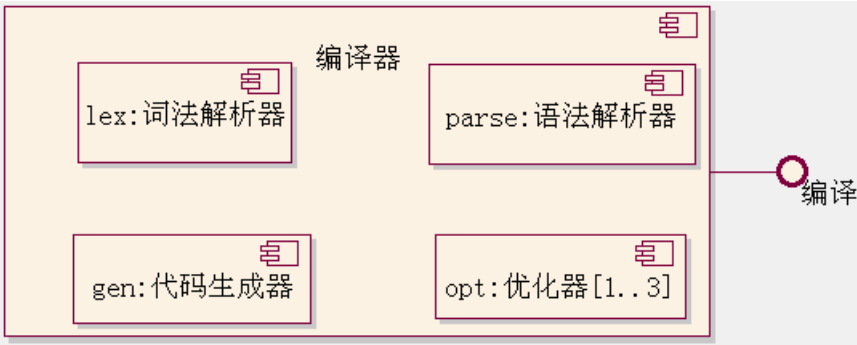 编译器
lex:词法解析器
parse:语法解析器
编译
gen:代码生成器
opt:优化器[1..3]